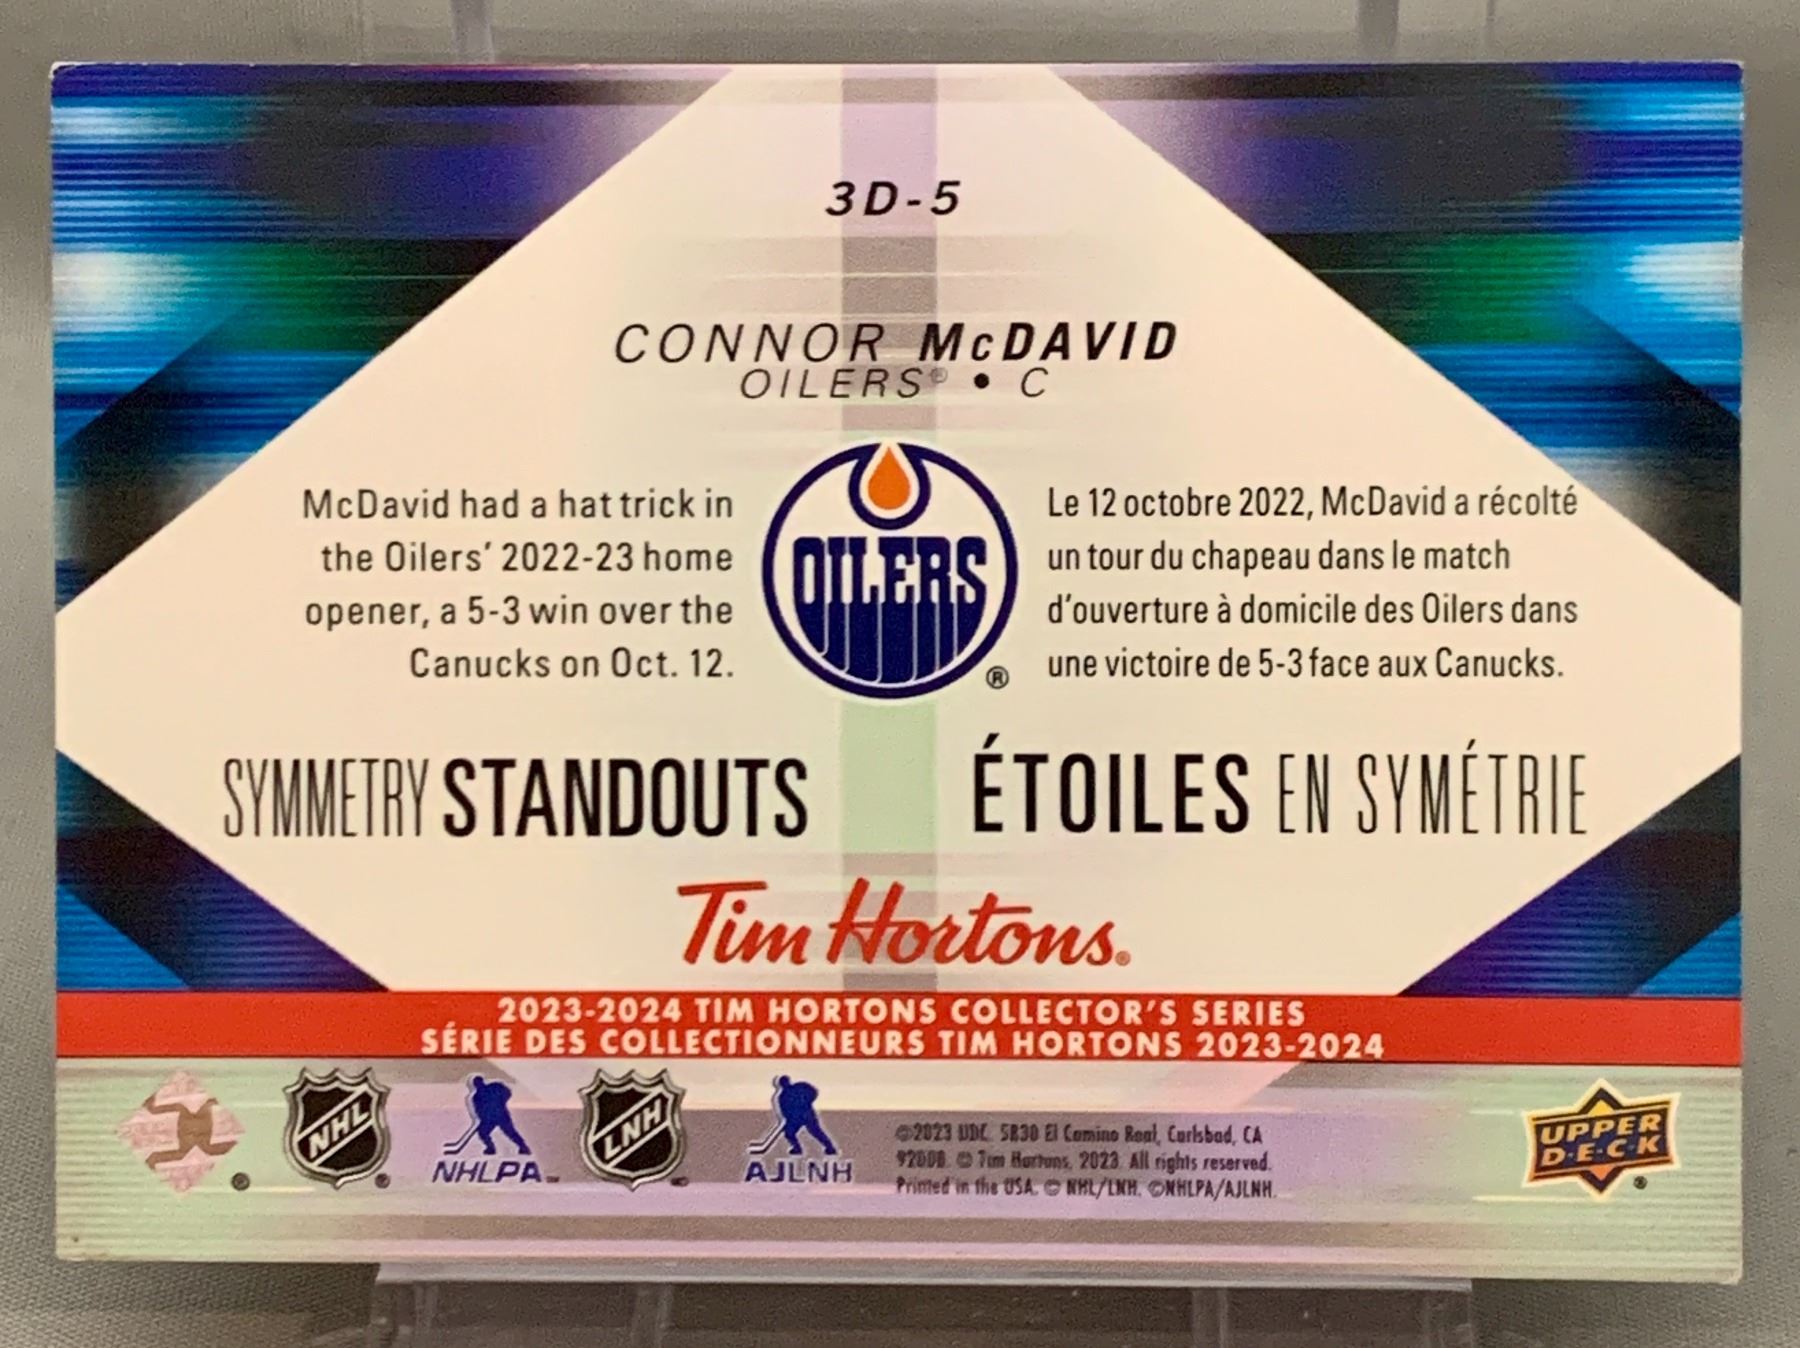 3D-5
CONNOR McDAVID
OILERS® • C
McDavid had a hat trick in
the Oilers' 2022-23 home
opener, a 5-3 win over the
Canucks on Oct. 12.
OILERS
®
Le 12 octobre 2022, McDavid a récolté
un tour du chapeau dans le match
d'ouverture à domicile des Oilers dans
une victoire de 5-3 face aux Canucks.
SYMMETRY STANDOUTS
ÉTOILES EN SYMÉTRIE
Tim Hortons®
2023-2024 TIM HORTONS COLLECTOR'S SERIES
SÉRIE DES COLLECTIONNEURS TIM HORTONS 2023-2024
®
NHL
NHLPA
LNH
AJLNH
©2023 UDC. 5830 El Camino Real, Carlsbad, CA
92008. © Tim Hortons, 2023. All rights reserved.
Printed in the USA. © NHL/LNH. ©NHLPA/AJLNH.
UPPER
D·E·C·K
®